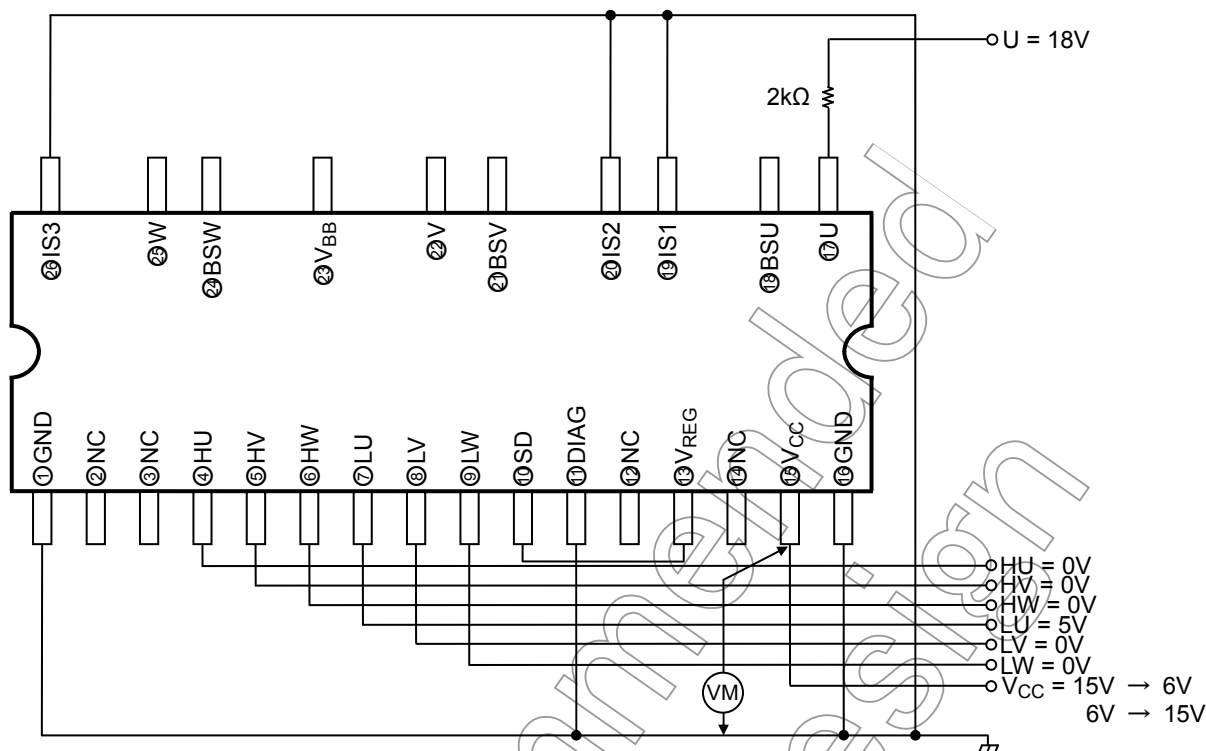 U = 18V
2kΩ
㉖IS3
㉕W
㉔BSW
㉓VBB
㉒V
㉑BSV
⑳IS2
⑲IS1
⑱BSU
⑰U
①GND
②NC
③NC
④HU
⑤HV
⑥HW
⑦LU
⑧LV
⑨LW
⑩SD
⑪DIAG
⑫NC
⑬VREG
⑭NC
⑮VCC
⑯GND
HU = 0V
HV = 0V
HW = 0V
LU = 5V
LV = 0V
LW = 0V
VM
VCC = 15V → 6V
6V → 15V
mmended
esign